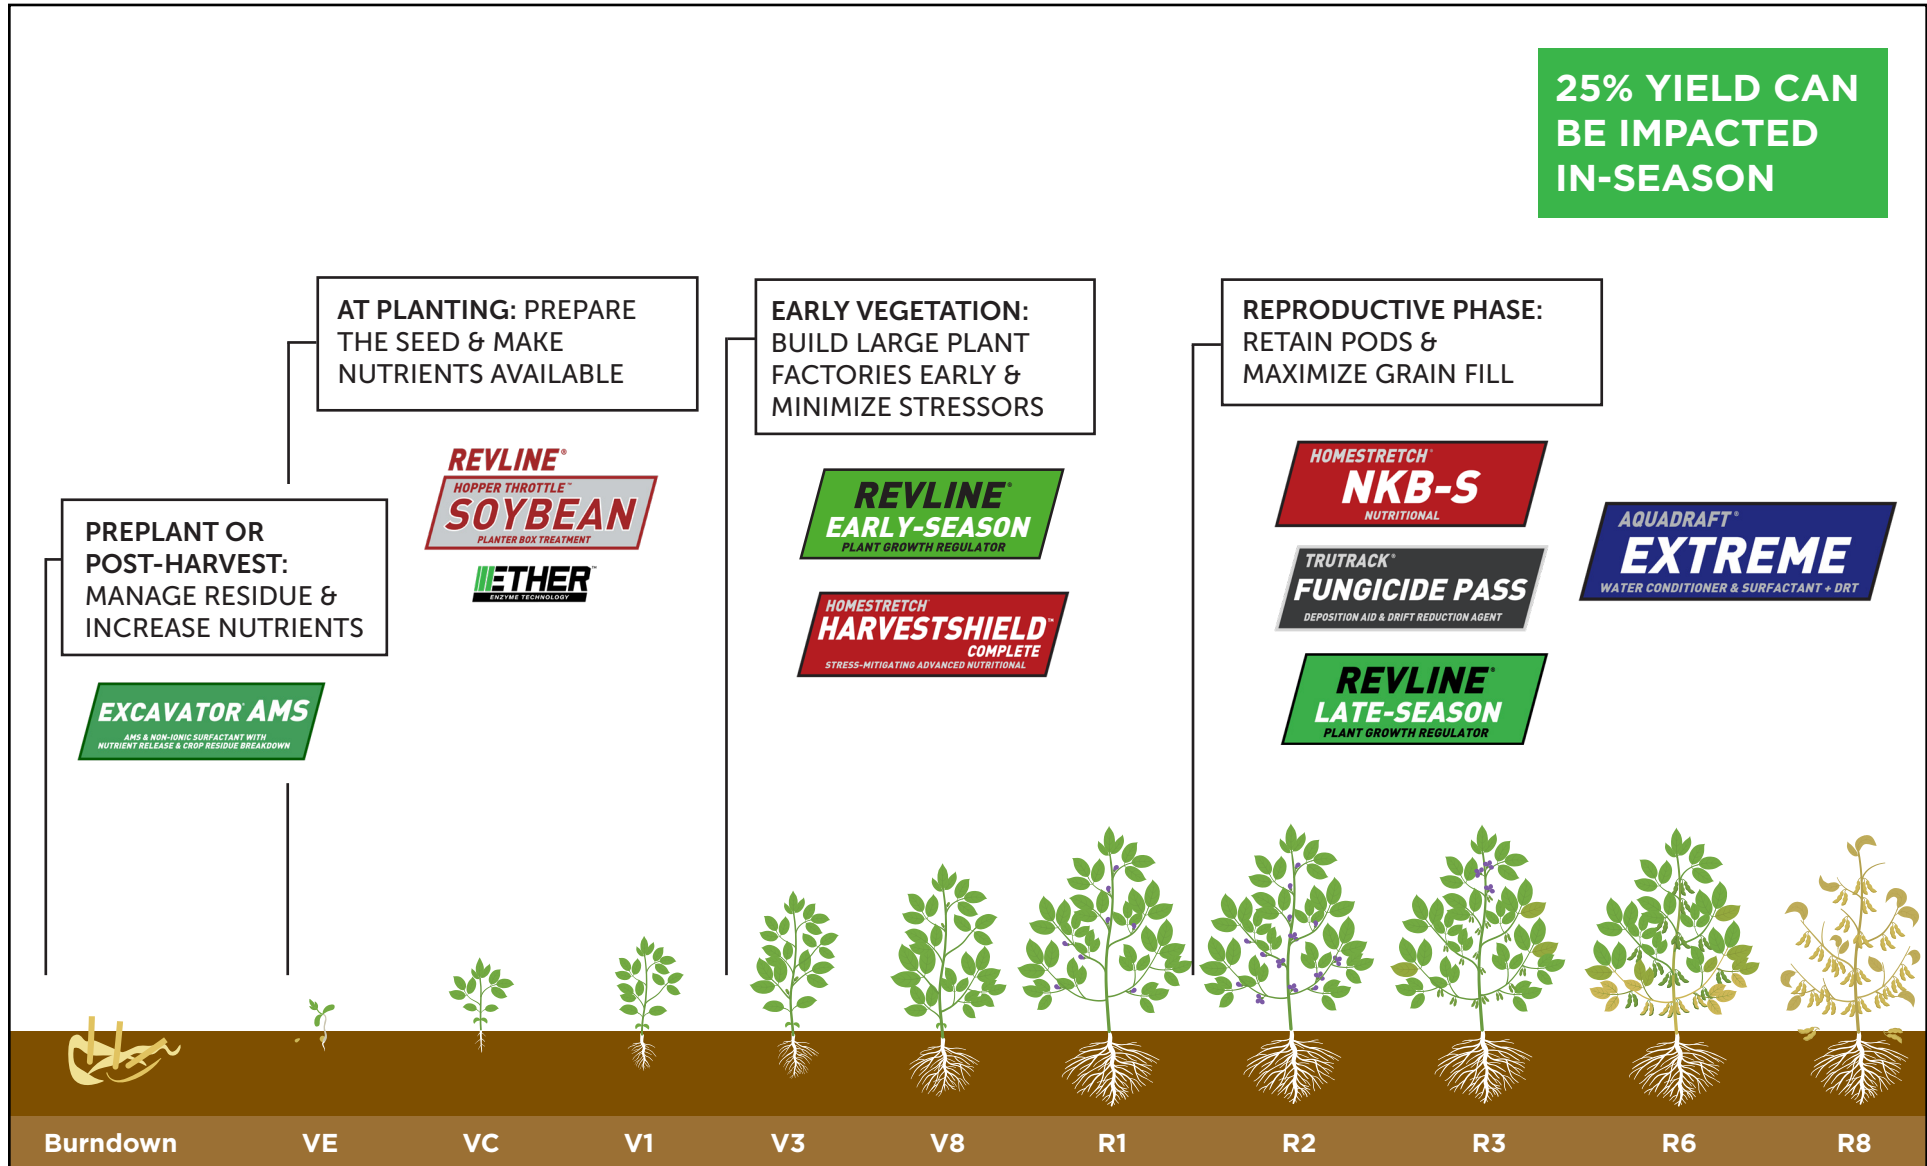 25% YIELD CAN
BE IMPACTED
IN-SEASON
AT PLANTING: PREPARE
THE SEED & MAKE
NUTRIENTS AVAILABLE
EARLY VEGETATION:
BUILD LARGE PLANT
FACTORIES EARLY &
MINIMIZE STRESSORS
REPRODUCTIVE PHASE:
RETAIN PODS &
MAXIMIZE GRAIN FILL
PREPLANT OR
POST-HARVEST:
MANAGE RESIDUE &
INCREASE NUTRIENTS
EXCAVATOR AMS
AMS & NON-IONIC SURFACTANT WITH
NUTRIENT RELEASE & CROP RESIDUE BREAKDOWN
REVLINE®
HOPPER THROTTLE™
SOYBEAN
PLANTER BOX TREATMENT
ETHER™
ENZYME TECHNOLOGY
REVLINE®
EARLY-SEASON
PLANT GROWTH REGULATOR
HOMESTRETCH®
HARVESTSHIELD™
COMPLETE
STRESS-MITIGATING ADVANCED NUTRITIONAL
HOMESTRETCH®
NKB-S
NUTRITIONAL
TRUTRACK®
FUNGICIDE PASS
DEPOSITION AID & DRIFT REDUCTION AGENT
REVLINE®
LATE-SEASON
PLANT GROWTH REGULATOR
AQUADRAFT®
EXTREME
WATER CONDITIONER & SURFACTANT + DRT
Burndown VE VC V1 V3 V8 R1 R2 R3 R6 R8